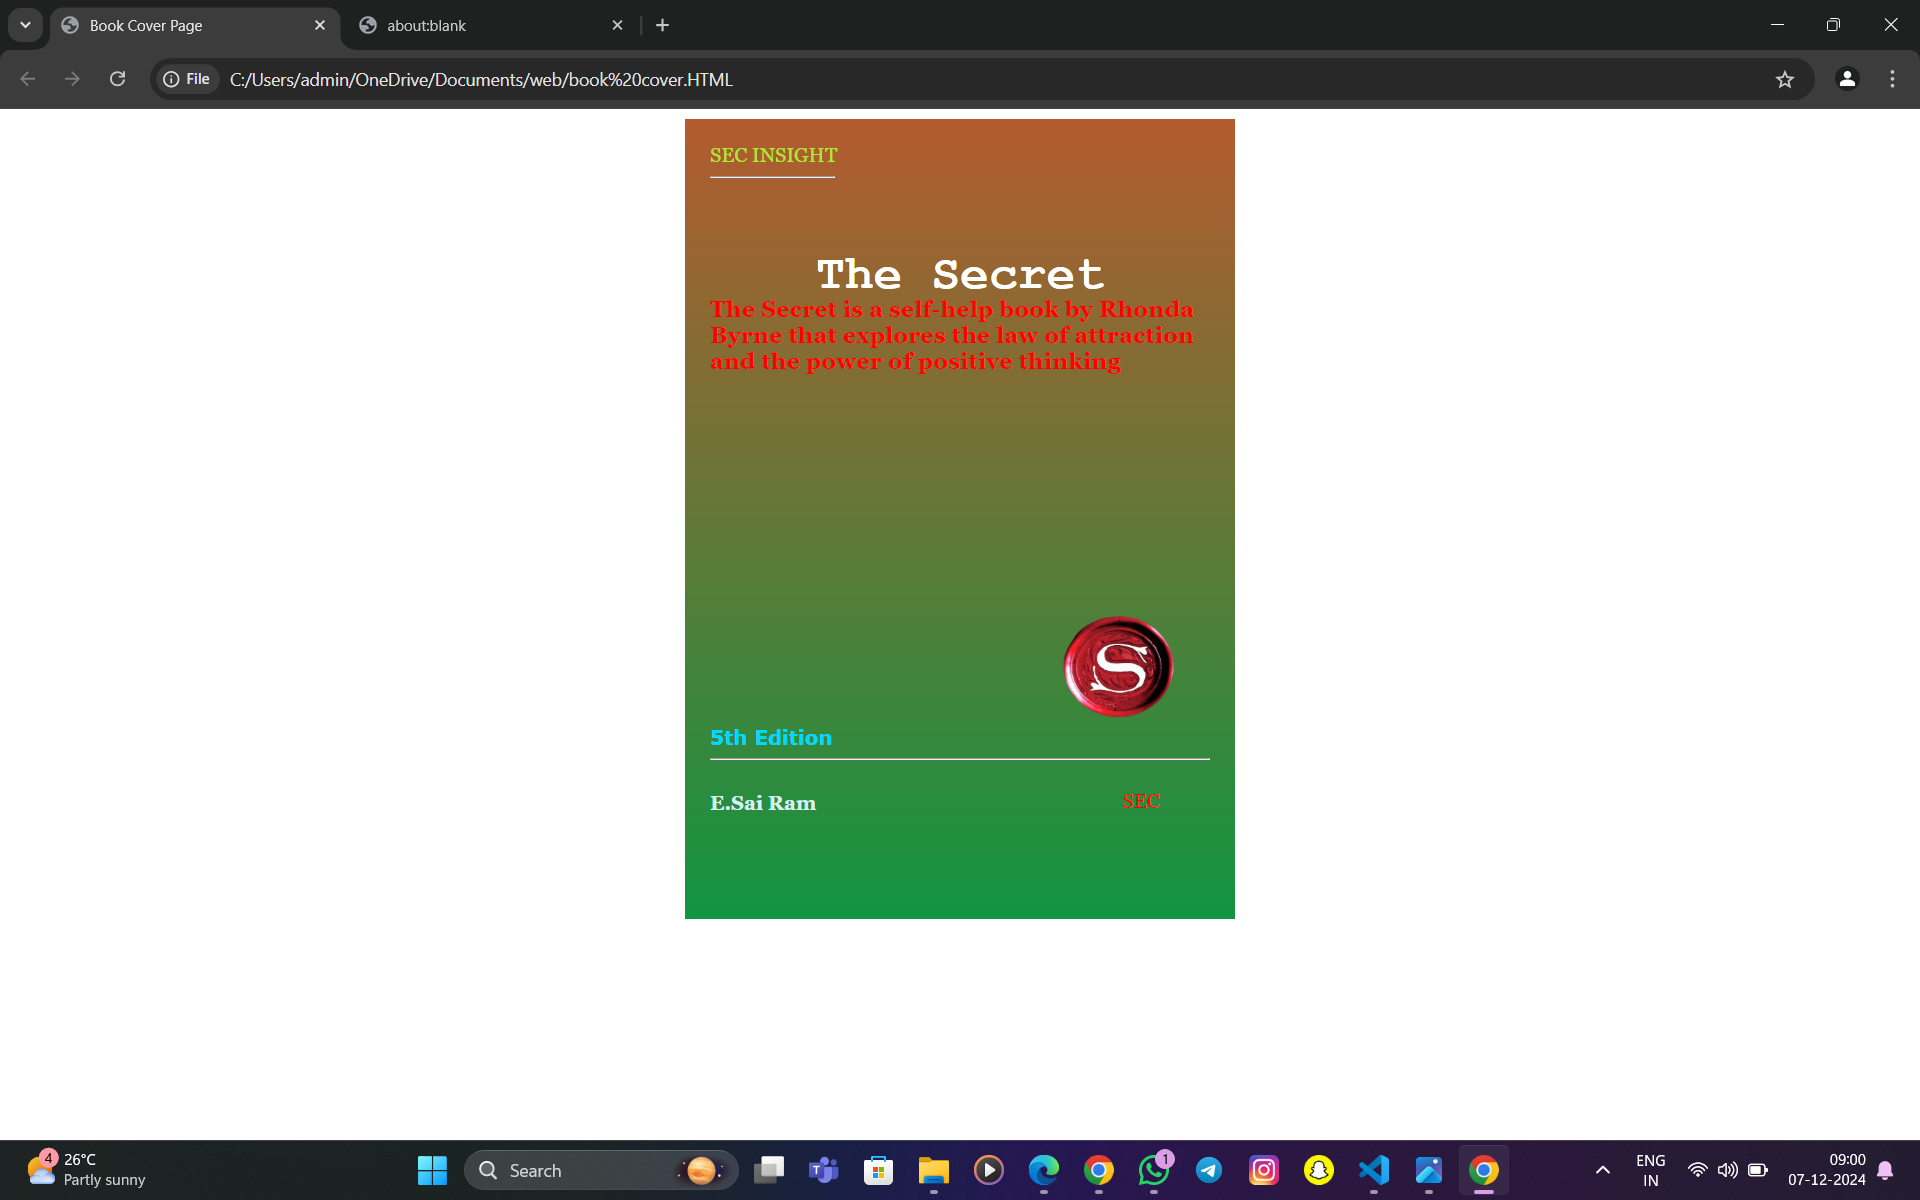 Book Cover Page
about:blank
File
C:/Users/admin/OneDrive/Documents/web/book%20cover.HTML
SEC INSIGHT
The Secret
The Secret is a self-help book by Rhonda
Byrne that explores the law of attraction
and the power of positive thinking
S
5th Edition
E.Sai Ram
SEC
4
26°C
Partly sunny
Search
T
1
ENG
IN
09:00
07-12-2024